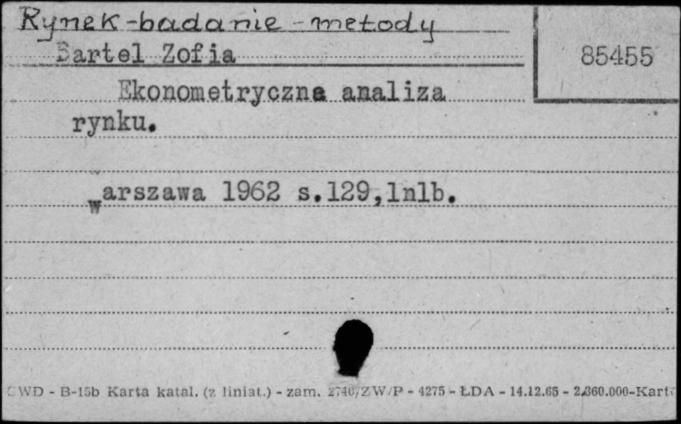 Rynek-badanie-metody
Bartel Zofia
85455
Ekonometryczna analiza
rynku.
Warszawa 1962 s.129,1nlb.
CWD - B-15b Karta katal. (z liniat.) - zam. 2740/ZW/P - 4275 - ŁDA - 14.12.65 - 2.360.000-Kart